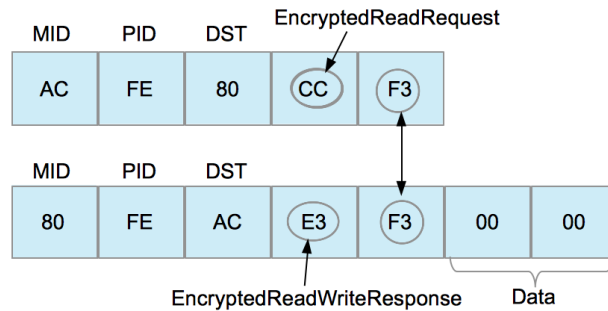 EncryptedReadRequest
MID PID DST
AC FE 80 CC F3
MID PID DST
80 FE AC E3 F3 00 00
EncryptedReadWriteResponse Data